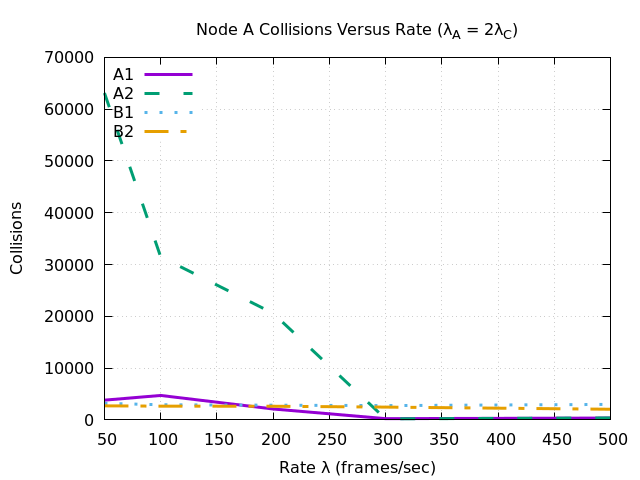 Node A Collisions Versus Rate (λA = 2λC)
70000
60000
50000
40000
30000
20000
10000
0
Collisions
A1
A2
B1
B2
50 100 150 200 250 300 350 400 450 500
Rate λ (frames/sec)